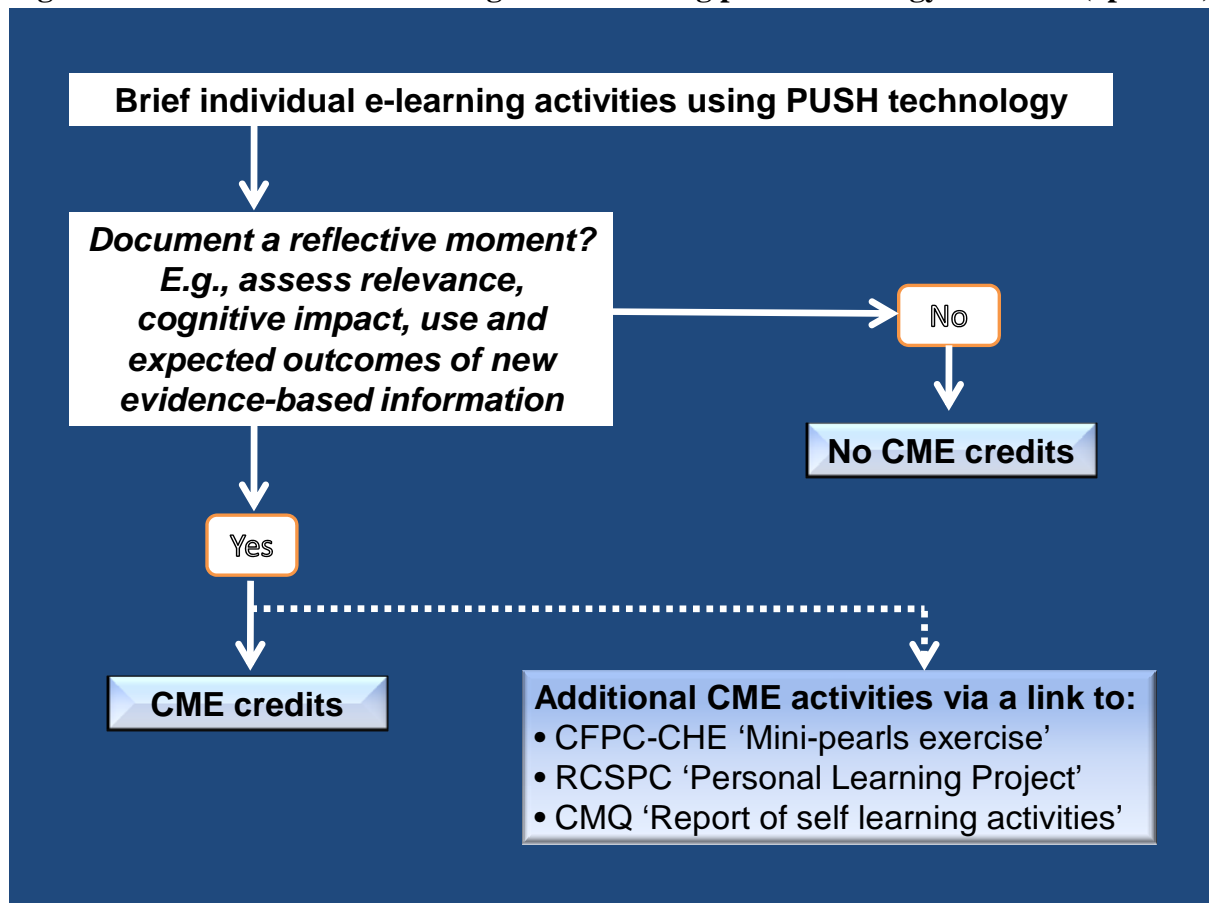 Brief individual e-learning activities using PUSH technology
Document a reflective moment?
E.g., assess relevance,
cognitive impact, use and
expected outcomes of new
evidence-based information
No
No CME credits
Yes
CME credits
Additional CME activities via a link to:
• CFPC-CHE ‘Mini-pearls exercise’
• RCSPC ‘Personal Learning Project’
• CMQ ‘Report of self learning activities’